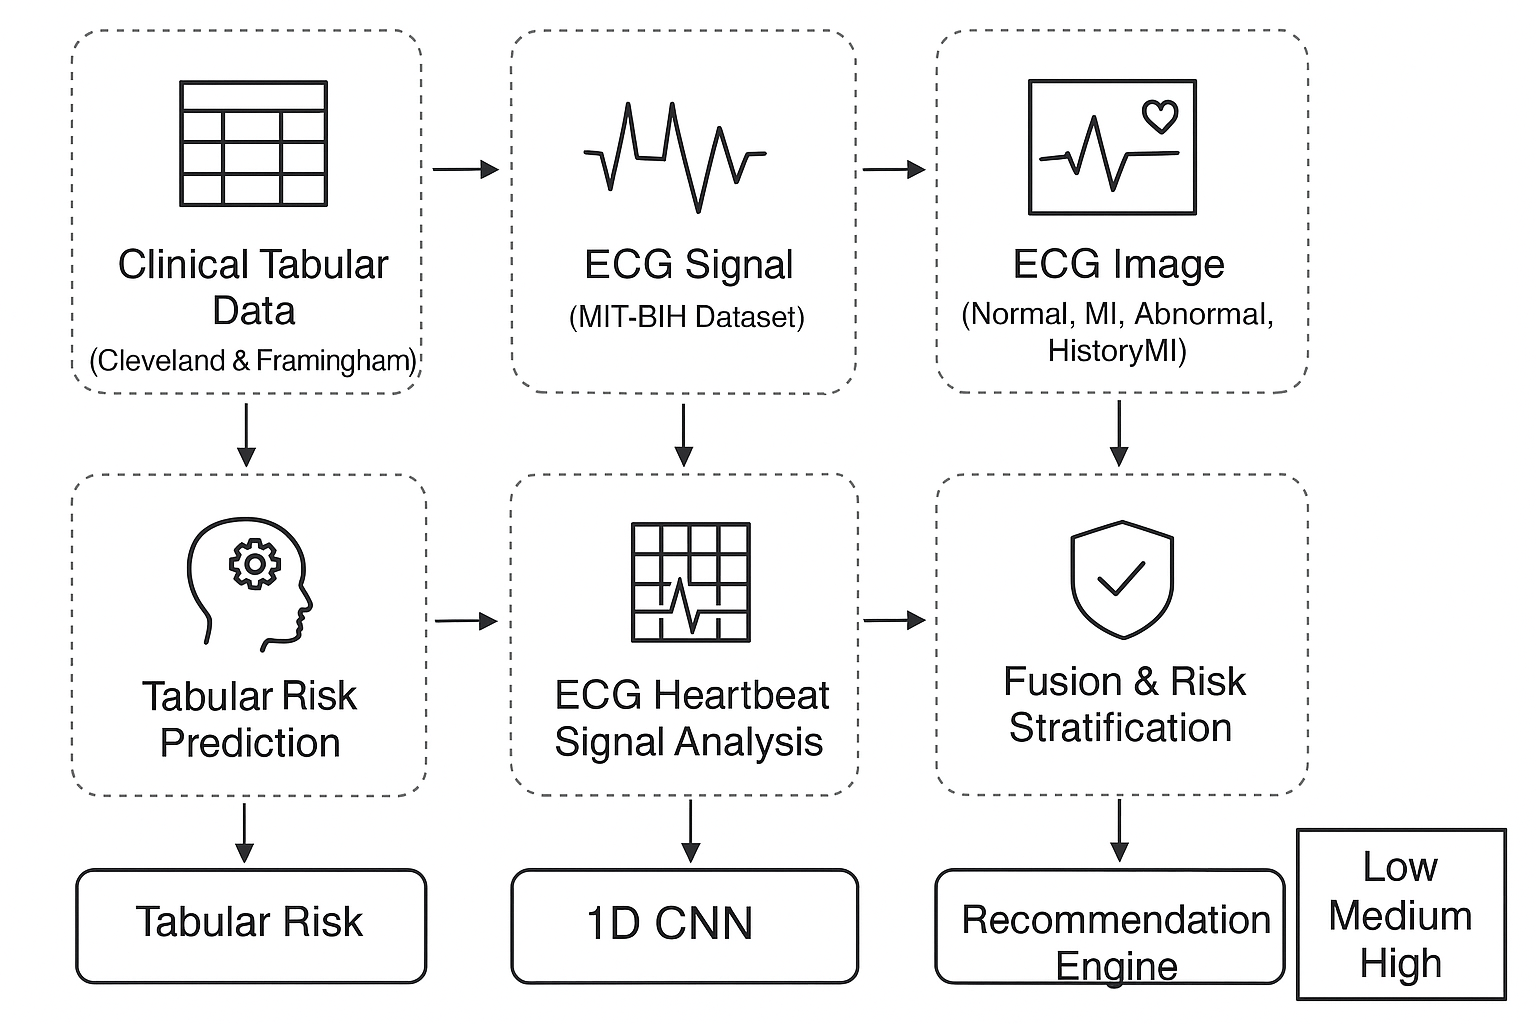 Clinical Tabular
Data
(Cleveland & Framingham)
ECG Signal
(MIT-BIH Dataset)
ECG Image
(Normal, MI, Abnormal,
HistoryMI)
Tabular Risk
Prediction
ECG Heartbeat
Signal Analysis
Fusion & Risk
Stratification
Tabular Risk
1D CNN
Recommendation
Engine
Low
Medium
High